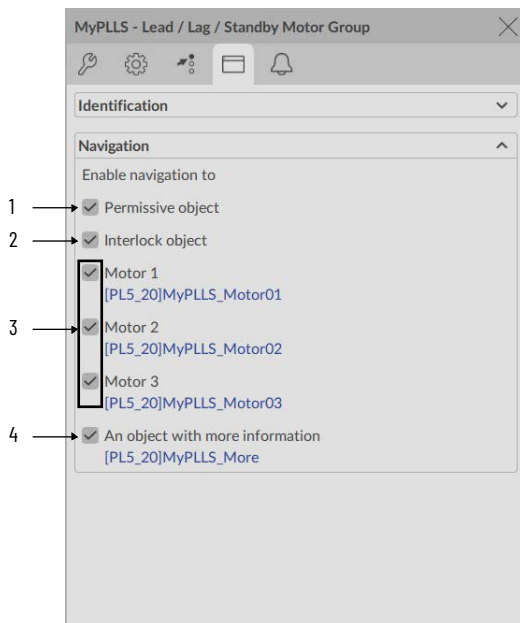 MyPLLS - Lead / Lag / Standby Motor Group
Identification
Navigation
Enable navigation to
1
Permissive object
2
Interlock object
Motor 1
[PL5_20]MyPLLS_Motor01
3
Motor 2
[PL5_20]MyPLLS_Motor02
Motor 3
[PL5_20]MyPLLS_Motor03
4
An object with more information
[PL5_20]MyPLLS_More